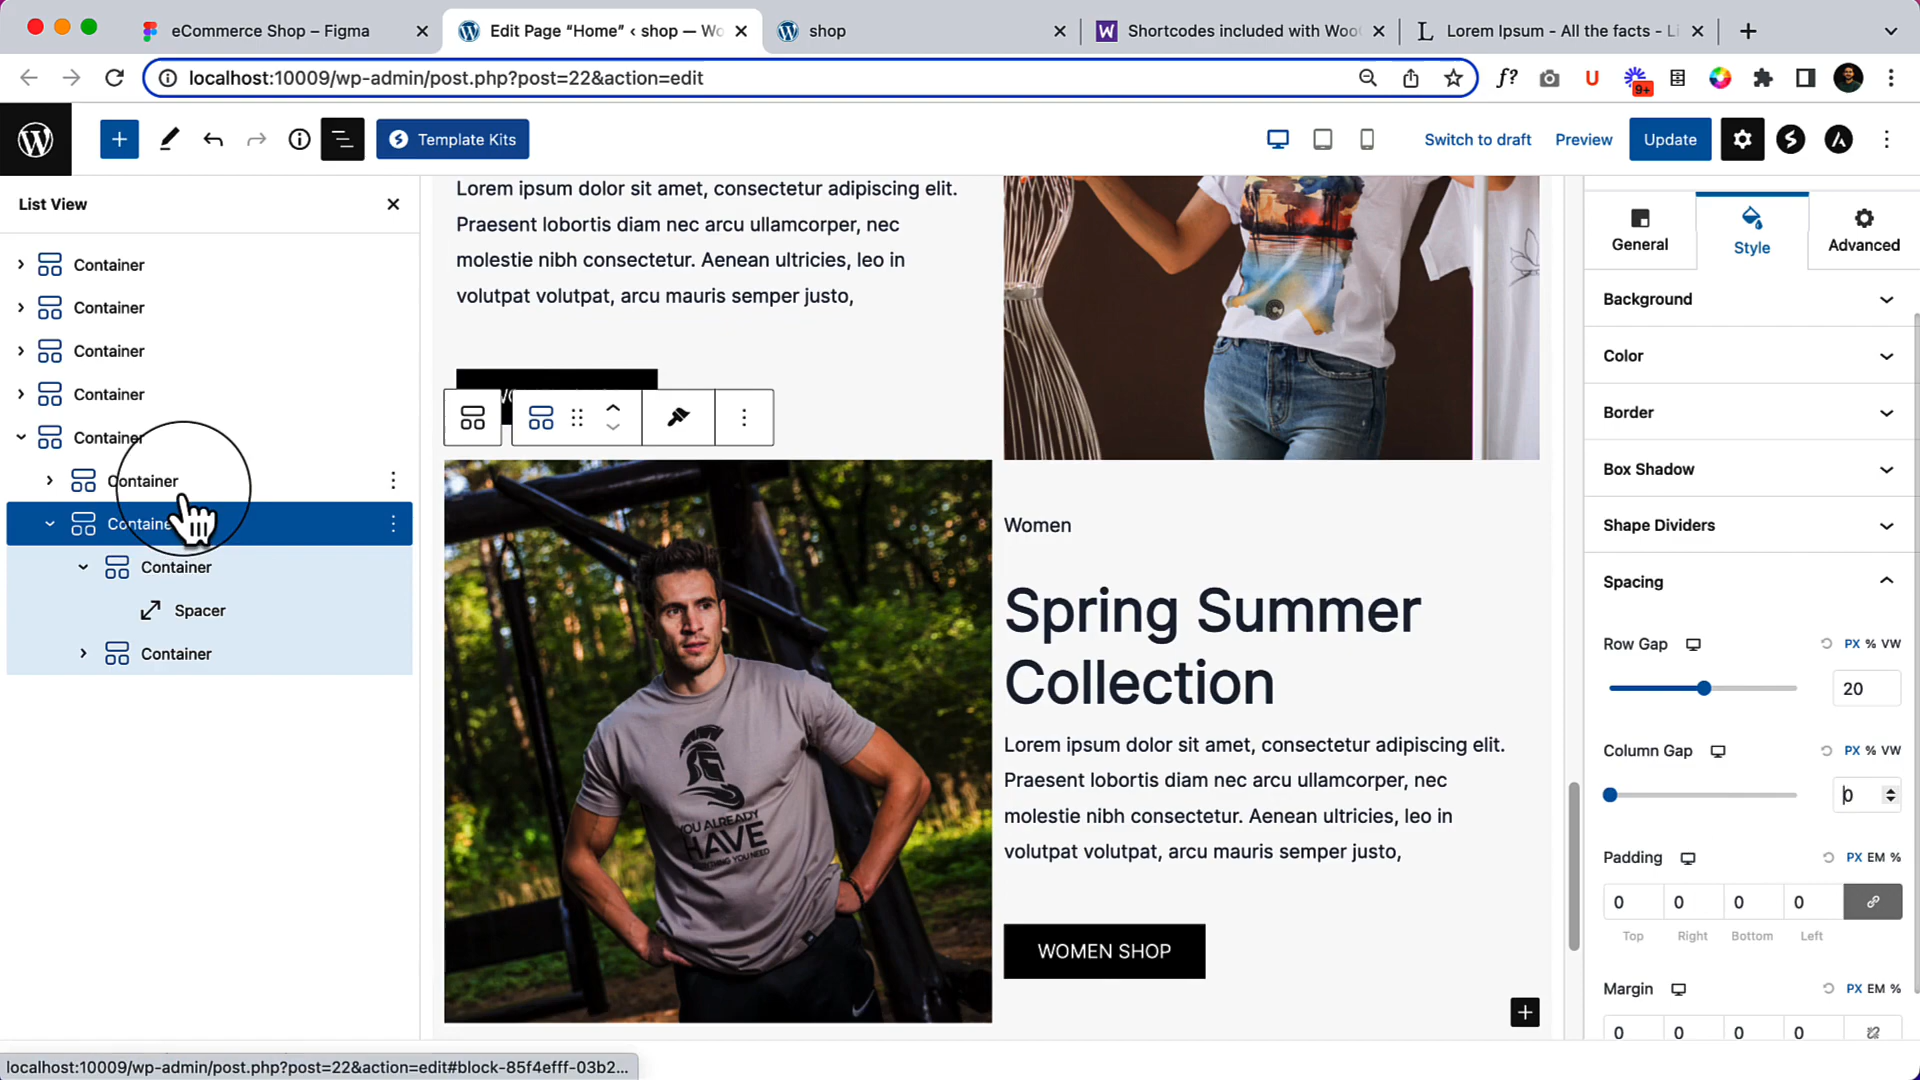 eCommerce Shop – Figma
Edit Page “Home” ‹ shop — Wo
shop
Shortcodes included with Woo
Lorem Ipsum - All the facts - Li
localhost:10009/wp-admin/post.php?post=22&action=edit
f?
U
9+
Template Kits
Switch to draft
Preview
Update
List View
Container
Container
Container
Container
Container
Container
Container
Container
Spacer
Container
Lorem ipsum dolor sit amet, consectetur adipiscing elit.
Praesent lobortis diam nec arcu ullamcorper, nec
molestie nibh consectetur. Aenean ultricies, leo in
volutpat volutpat, arcu mauris semper justo,
YOU ALREADY
HAVE
EVERYTHING YOU NEED
Women
Spring Summer
Collection
Lorem ipsum dolor sit amet, consectetur adipiscing elit.
Praesent lobortis diam nec arcu ullamcorper, nec
molestie nibh consectetur. Aenean ultricies, leo in
volutpat volutpat, arcu mauris semper justo,
WOMEN SHOP
General
Style
Advanced
Background
Color
Border
Box Shadow
Shape Dividers
Spacing
Row Gap
PX % VW
20
Column Gap
PX % VW
0
Padding
PX EM %
0 0 0 0
Top Right Bottom Left
Margin
PX EM %
0 0 0 0
localhost:10009/wp-admin/post.php?post=22&action=edit#block-85f4efff-03b2...